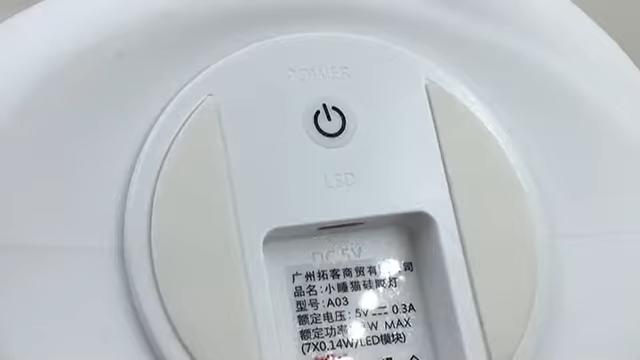 POWER
LED
DC 5V
广州拓客商贸有限公司
品名:小睡猫硅胶灯
型号:A03
额定电压:5V 0.3A
额定功率: W MAX
(7X0.14W/LED模块)